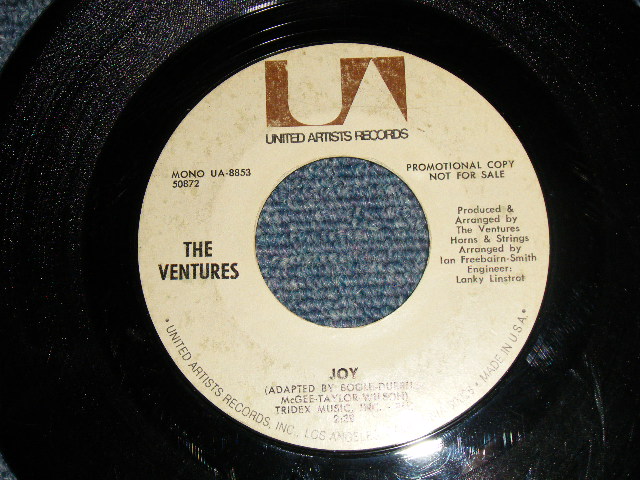 UA
UNITED ARTISTS RECORDS
MONO UA-8853
50872
PROMOTIONAL COPY
NOT FOR SALE
THE
VENTURES
Produced &
Arranged by
The Ventures
Horns & Strings
Arranged by
Ian Freebairn-Smith
Engineer:
Lanky Linstrot
JOY
(ADAPTED BY BOGLE-
McGEE-TAYLOR-WILSON)
TRIDEX MUSIC, INC. -
2:28
• UNITED ARTISTS RECORDS, INC., LOS ANGELES, • MADE IN U.S.A. •